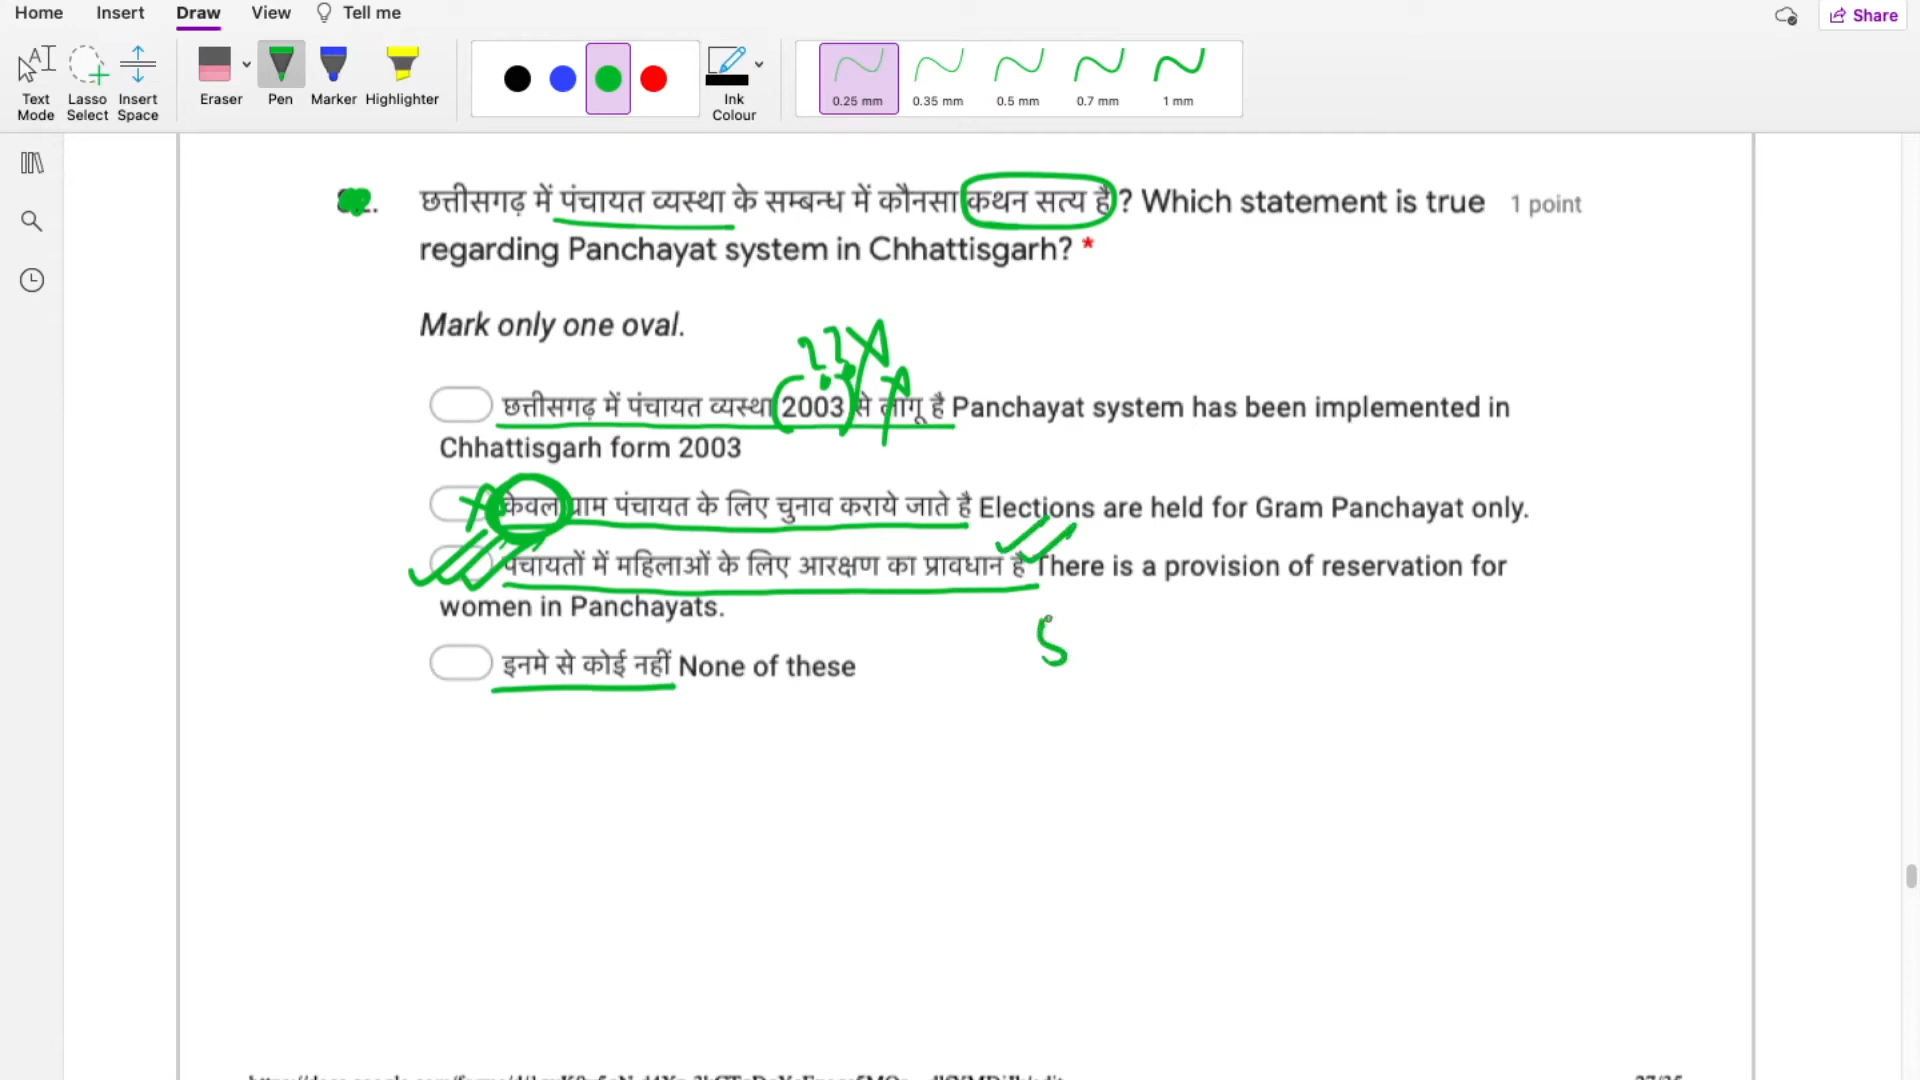 Home Insert Draw View Tell me Share
Text Mode Lasso Select Insert Space Eraser Pen Marker Highlighter Ink Colour 0.25 mm 0.35 mm 0.5 mm 0.7 mm 1 mm
छत्तीसगढ़ में पंचायत व्यस्था के सम्बन्ध में कौनसा कथन सत्य है ? Which statement is true 1 point
regarding Panchayat system in Chhattisgarh? *
Mark only one oval.
छत्तीसगढ़ में पंचायत व्यस्था 2003 से लागू है Panchayat system has been implemented in
Chhattisgarh form 2003
केवल ग्राम पंचायत के लिए चुनाव कराये जाते है Elections are held for Gram Panchayat only.
पंचायतों में महिलाओं के लिए आरक्षण का प्रावधान है There is a provision of reservation for
women in Panchayats.
इनमे से कोई नहीं None of these